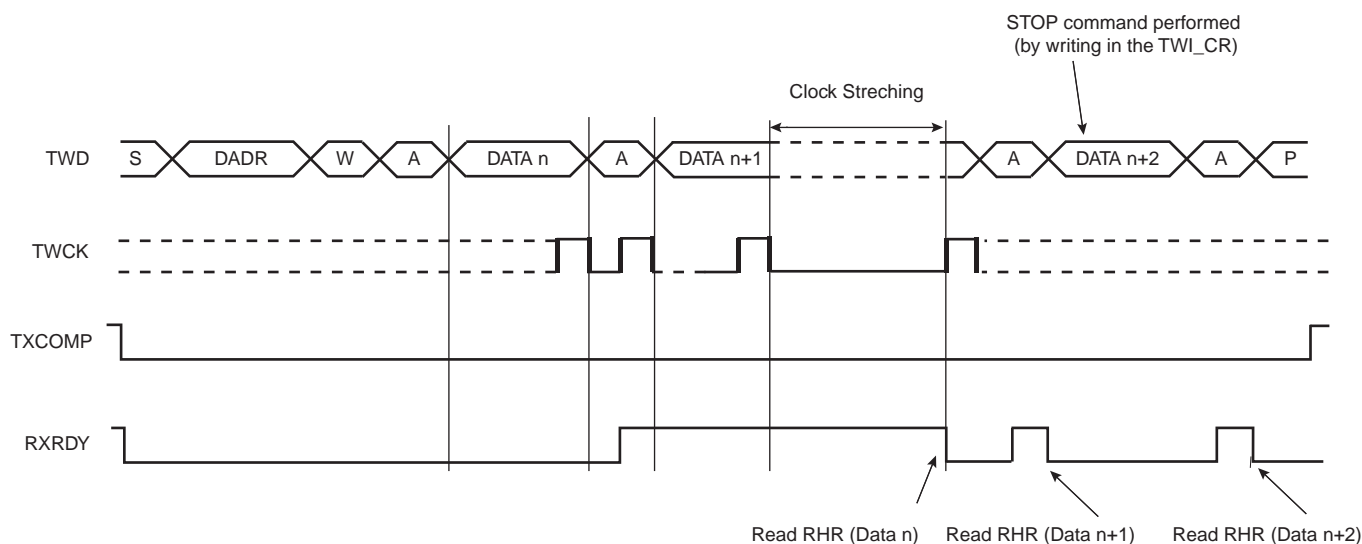 STOP command performed
(by writing in the TWI_CR)
Clock Streching
TWD S DADR W A DATA n A DATA n+1 A DATA n+2 A P
TWCK
TXCOMP
RXRDY
Read RHR (Data n) Read RHR (Data n+1) Read RHR (Data n+2)